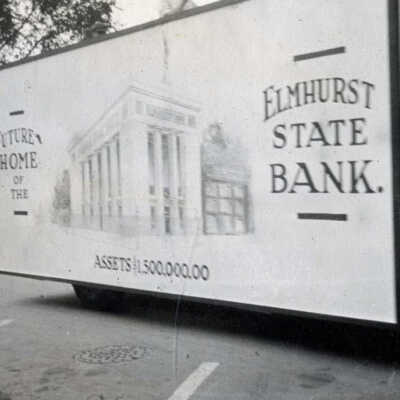 FUTURE
HOME
OF
THE
ELMHURST
STATE
BANK.
ASSETS $1,500,000.00